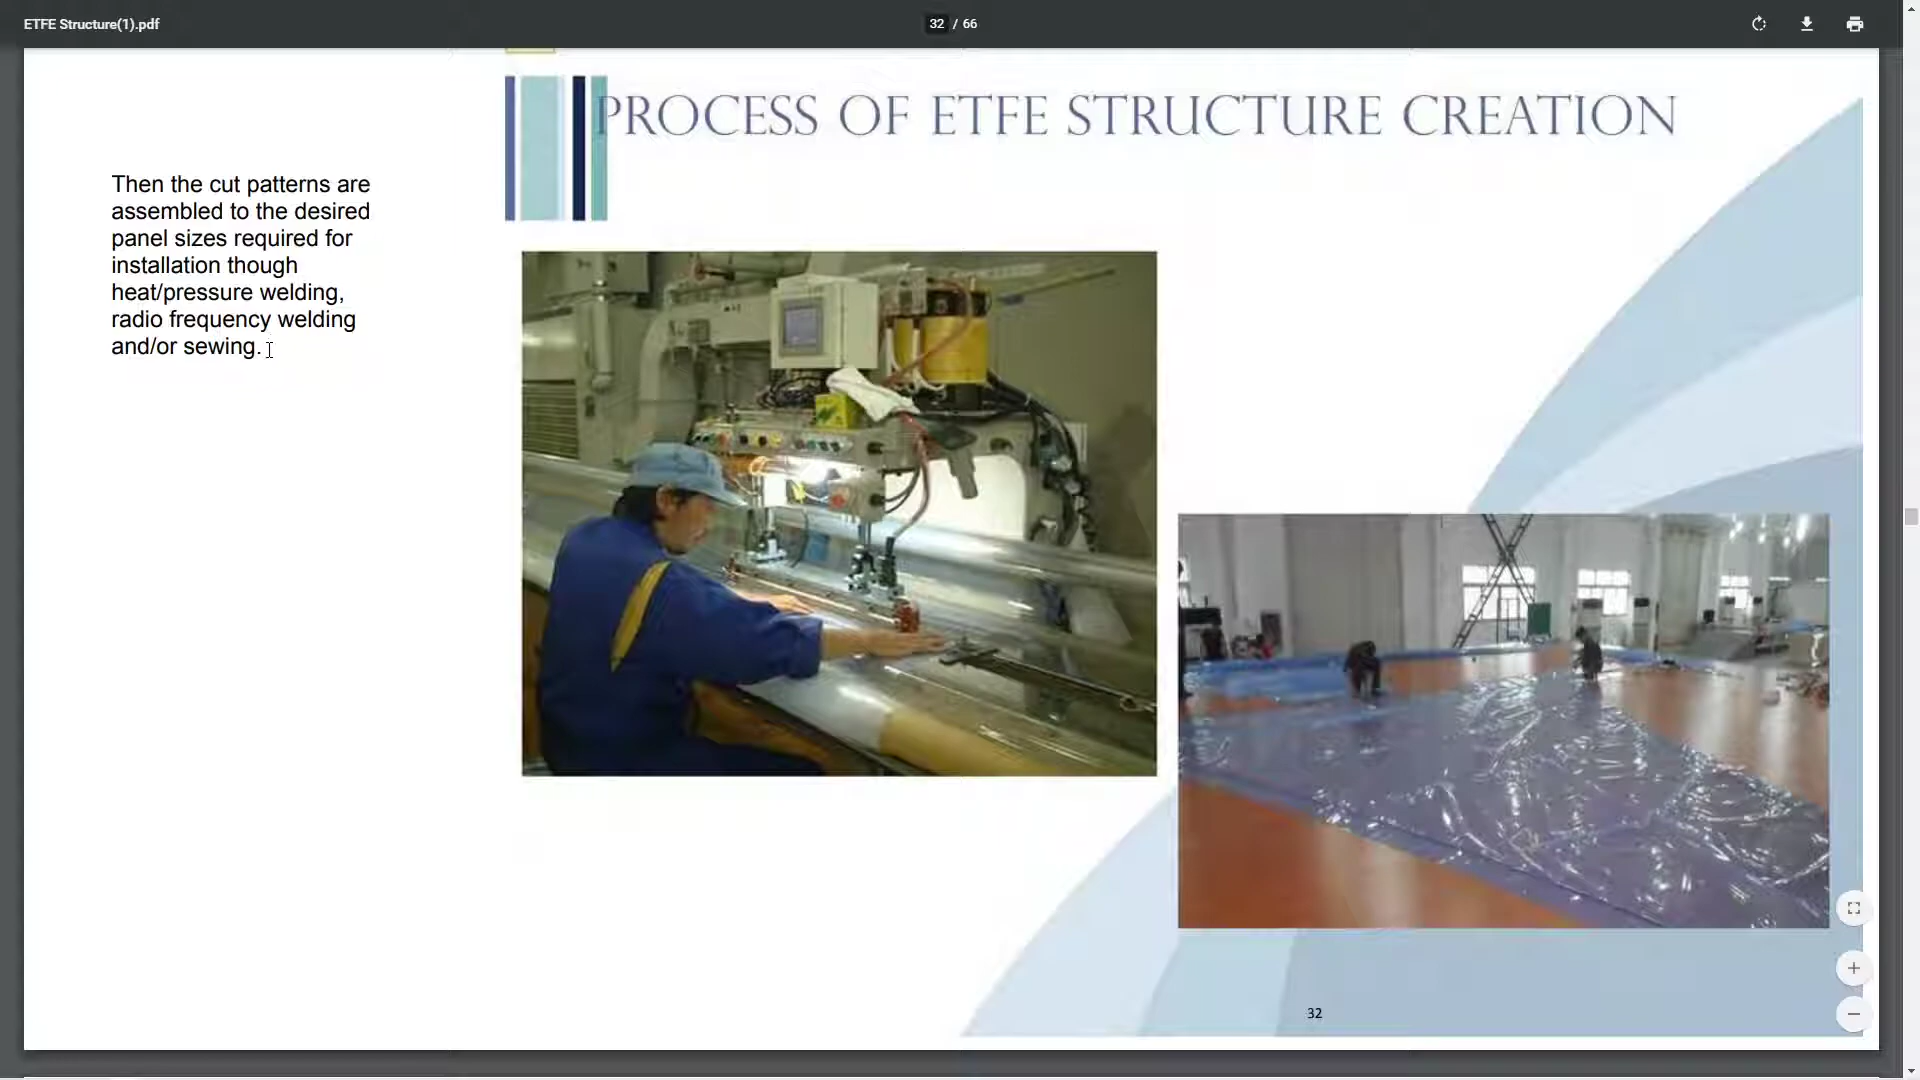 ETFE Structure(1).pdf
32 / 66
PROCESS OF ETFE STRUCTURE CREATION
Then the cut patterns are
assembled to the desired
panel sizes required for
installation though
heat/pressure welding,
radio frequency welding
and/or sewing.
32